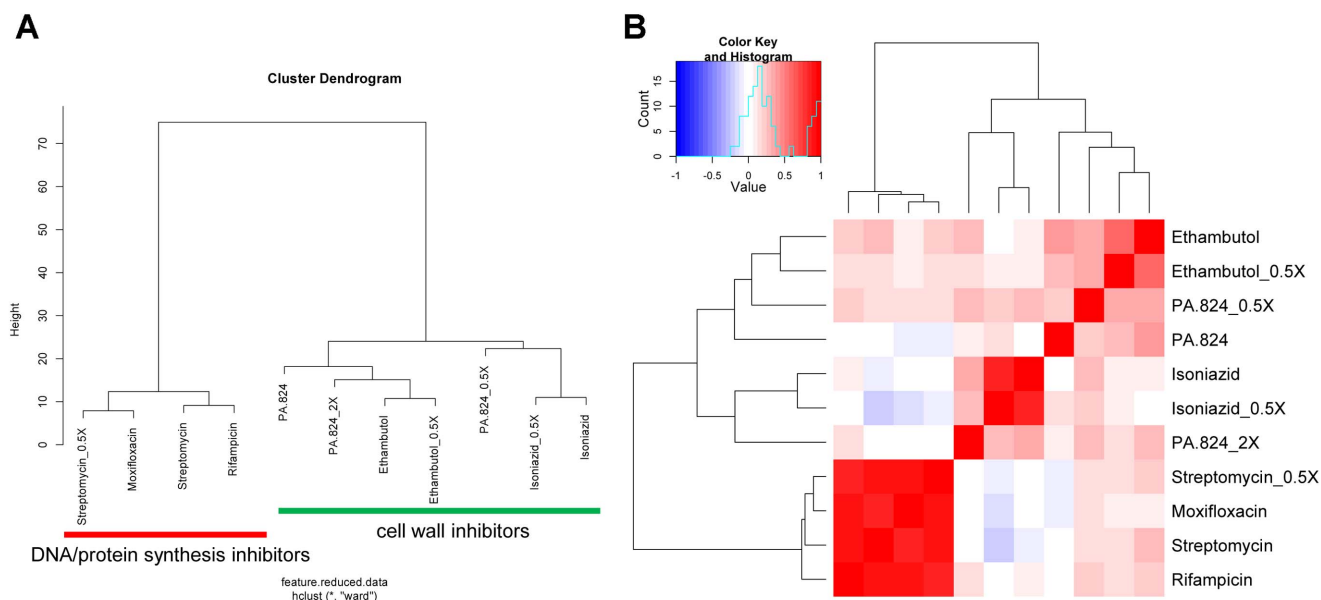 A
Cluster Dendrogram
Height
0
10
20
30
40
50
60
70
Streptomycin_0.5X
Moxifloxacin
Streptomycin
Rifampicin
PA.824
PA.824_2X
Ethambutol
Ethambutol_0.5X
PA.824_0.5X
Isoniazid_0.5X
Isoniazid
DNA/protein synthesis inhibitors
cell wall inhibitors
feature.reduced.data
hclust (*, "ward")
B
Color Key
and Histogram
Count
0
5
10
15
-1
-0.5
0
0.5
1
Value
Ethambutol
Ethambutol_0.5X
PA.824_0.5X
PA.824
Isoniazid
Isoniazid_0.5X
PA.824_2X
Streptomycin_0.5X
Moxifloxacin
Streptomycin
Rifampicin